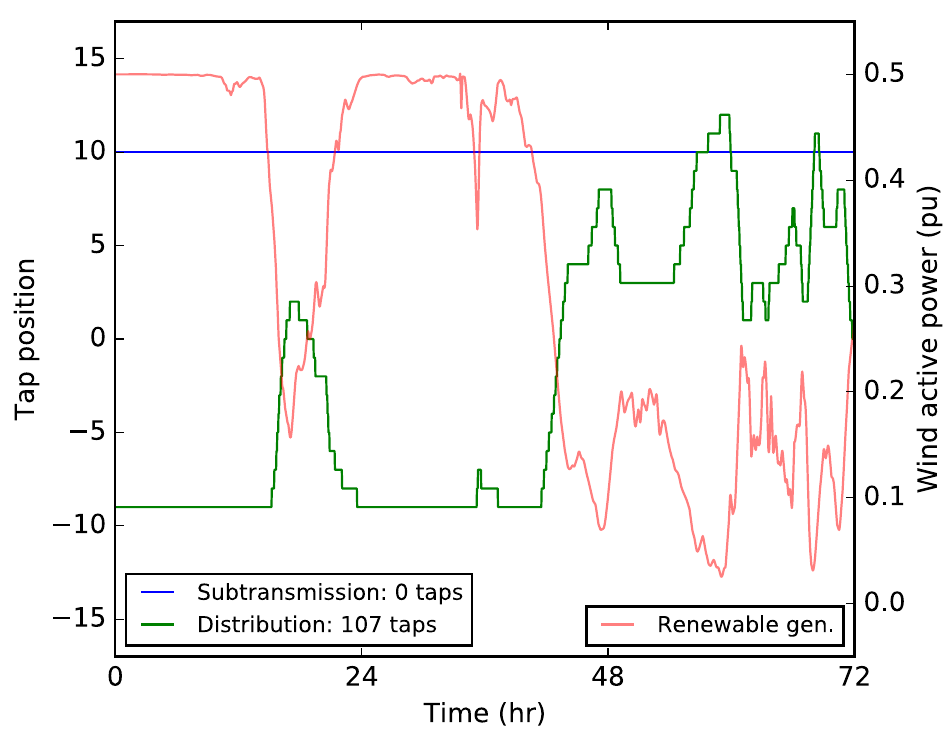 15
10
5
0
−5
−10
−15
Tap position
0.5
0.4
0.3
0.2
0.1
0.0
Wind active power (pu)
Subtransmission: 0 taps
Distribution: 107 taps
Renewable gen.
0
24
48
72
Time (hr)